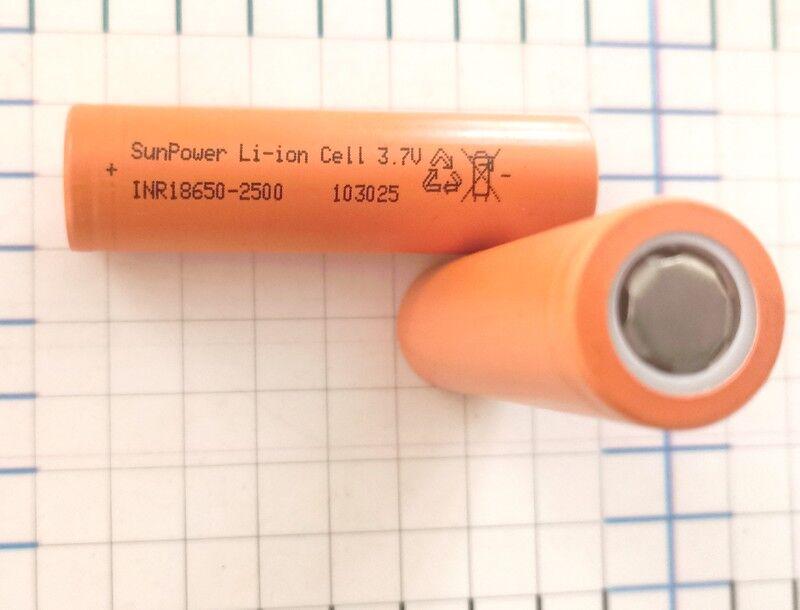 SunPower Li-ion Cell 3.7V
+ -
INR18650-2500 103025